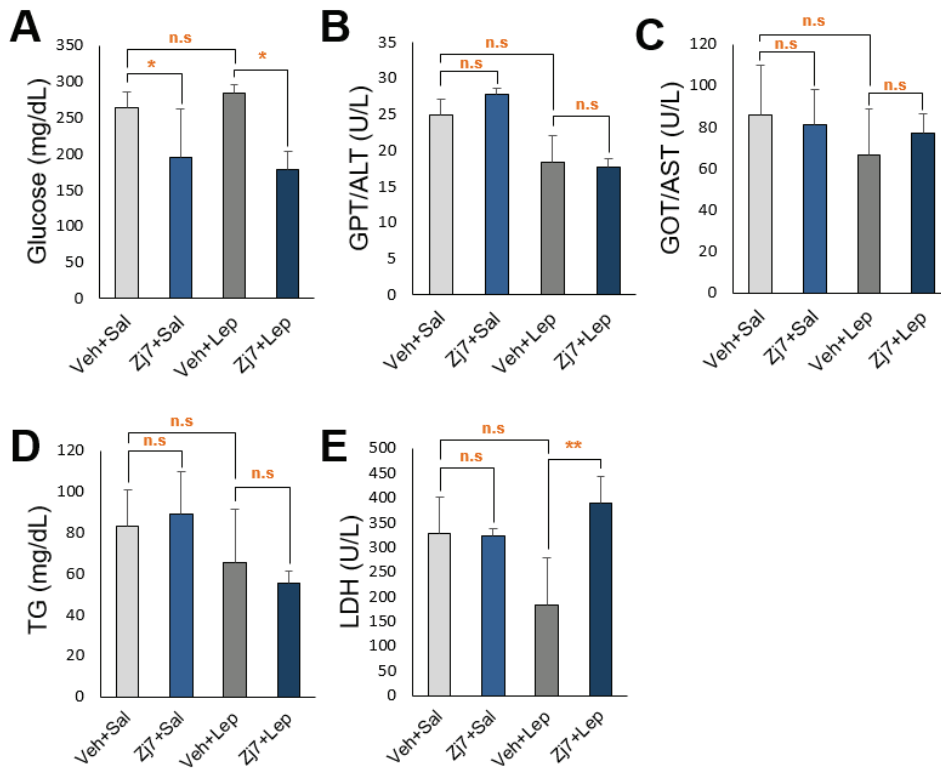 A
n.s
*
*
Glucose (mg/dL)
350
300
250
200
150
100
50
0
Veh+Sal
Zj7+Sal
Veh+Lep
Zj7+Lep
B
n.s
n.s
n.s
GPT/ALT (U/L)
35
30
25
20
15
10
5
0
Veh+Sal
Zj7+Sal
Veh+Lep
Zj7+Lep
C
n.s
n.s
n.s
GOT/AST (U/L)
120
100
80
60
40
20
0
Veh+Sal
Zj7+Sal
Veh+Lep
Zj7+Lep
D
n.s
n.s
n.s
TG (mg/dL)
120
100
80
60
40
20
0
Veh+Sal
Zj7+Sal
Veh+Lep
Zj7+Lep
E
n.s
n.s
**
LDH (U/L)
500
450
400
350
300
250
200
150
100
50
0
Veh+Sal
Zj7+Sal
Veh+Lep
Zj7+Lep